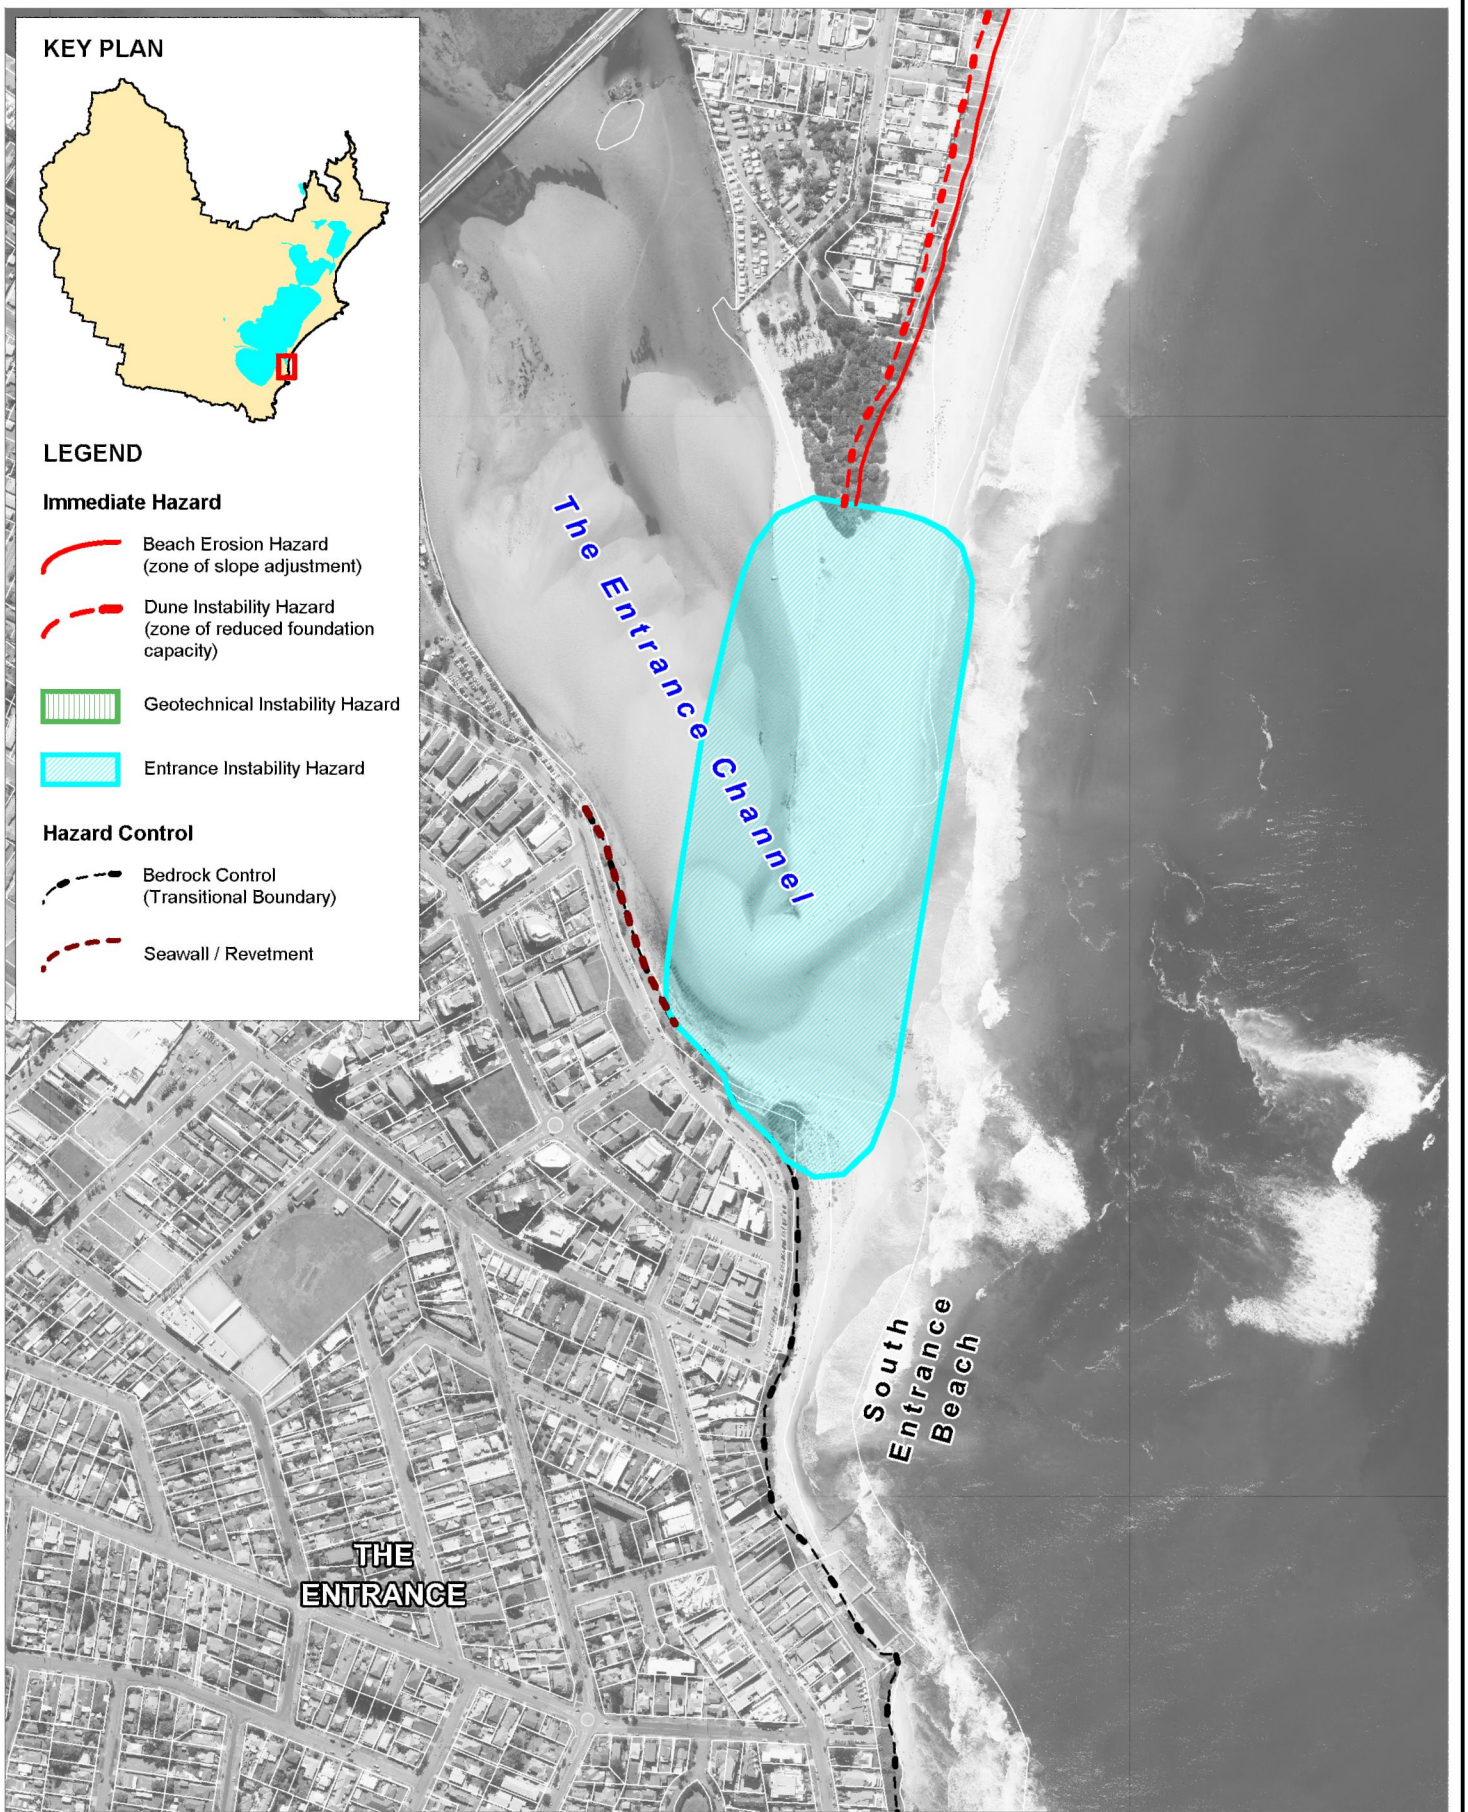 KEY PLAN
LEGEND
Immediate Hazard
Beach Erosion Hazard
(zone of slope adjustment)
Dune Instability Hazard
(zone of reduced foundation
capacity)
Geotechnical Instability Hazard
Entrance Instability Hazard
Hazard Control
Bedrock Control
(Transitional Boundary)
Seawall / Revetment
The Entrance Channel
South
Entrance
Beach
THE
ENTRANCE